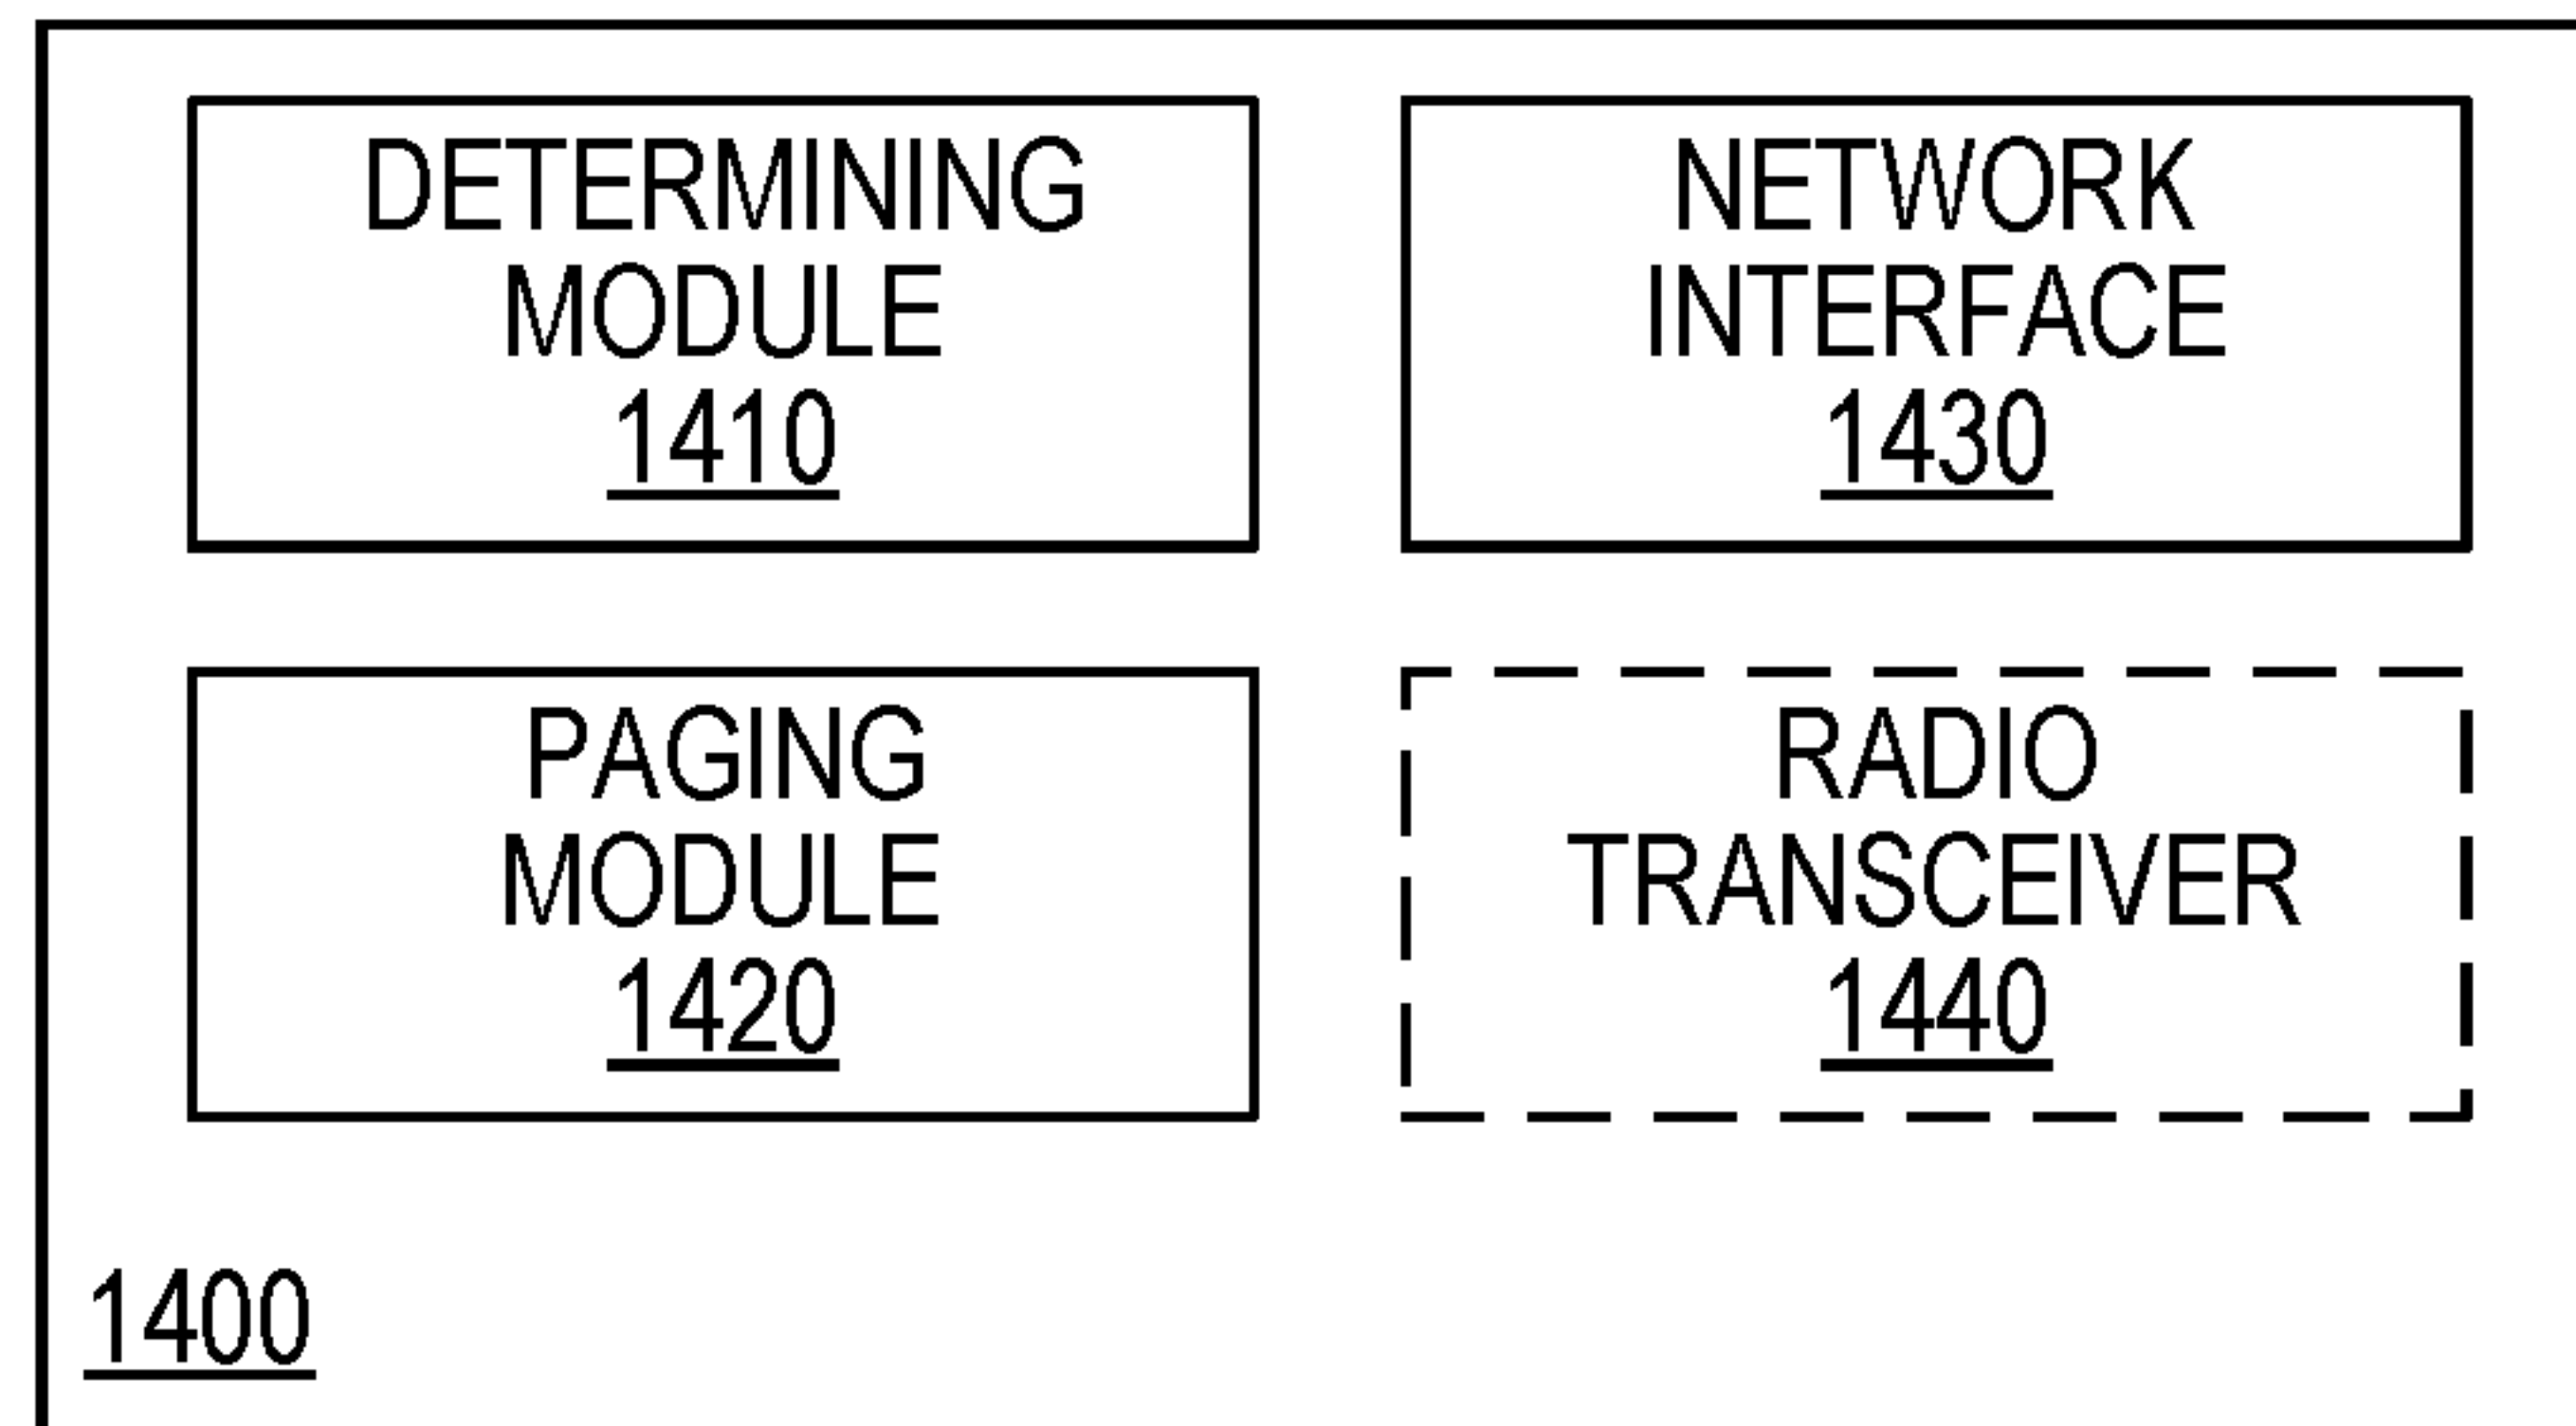 DETERMINING
MODULE
1410
NETWORK
INTERFACE
1430
PAGING
MODULE
1420
RADIO
TRANSCEIVER
1440
1400